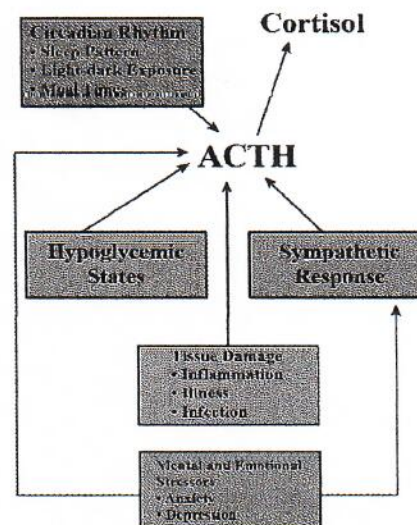 Cortisol
Circadian Rhythm
• Sleep Pattern
• Light-dark Exposure
• Meal Times
ACTH
Hypoglycemic
States
Sympathetic
Response
Tissue Damage
• Inflammation
• Illness
• Infection
Mental and Emotional
Stressors
• Anxiety
• Depression